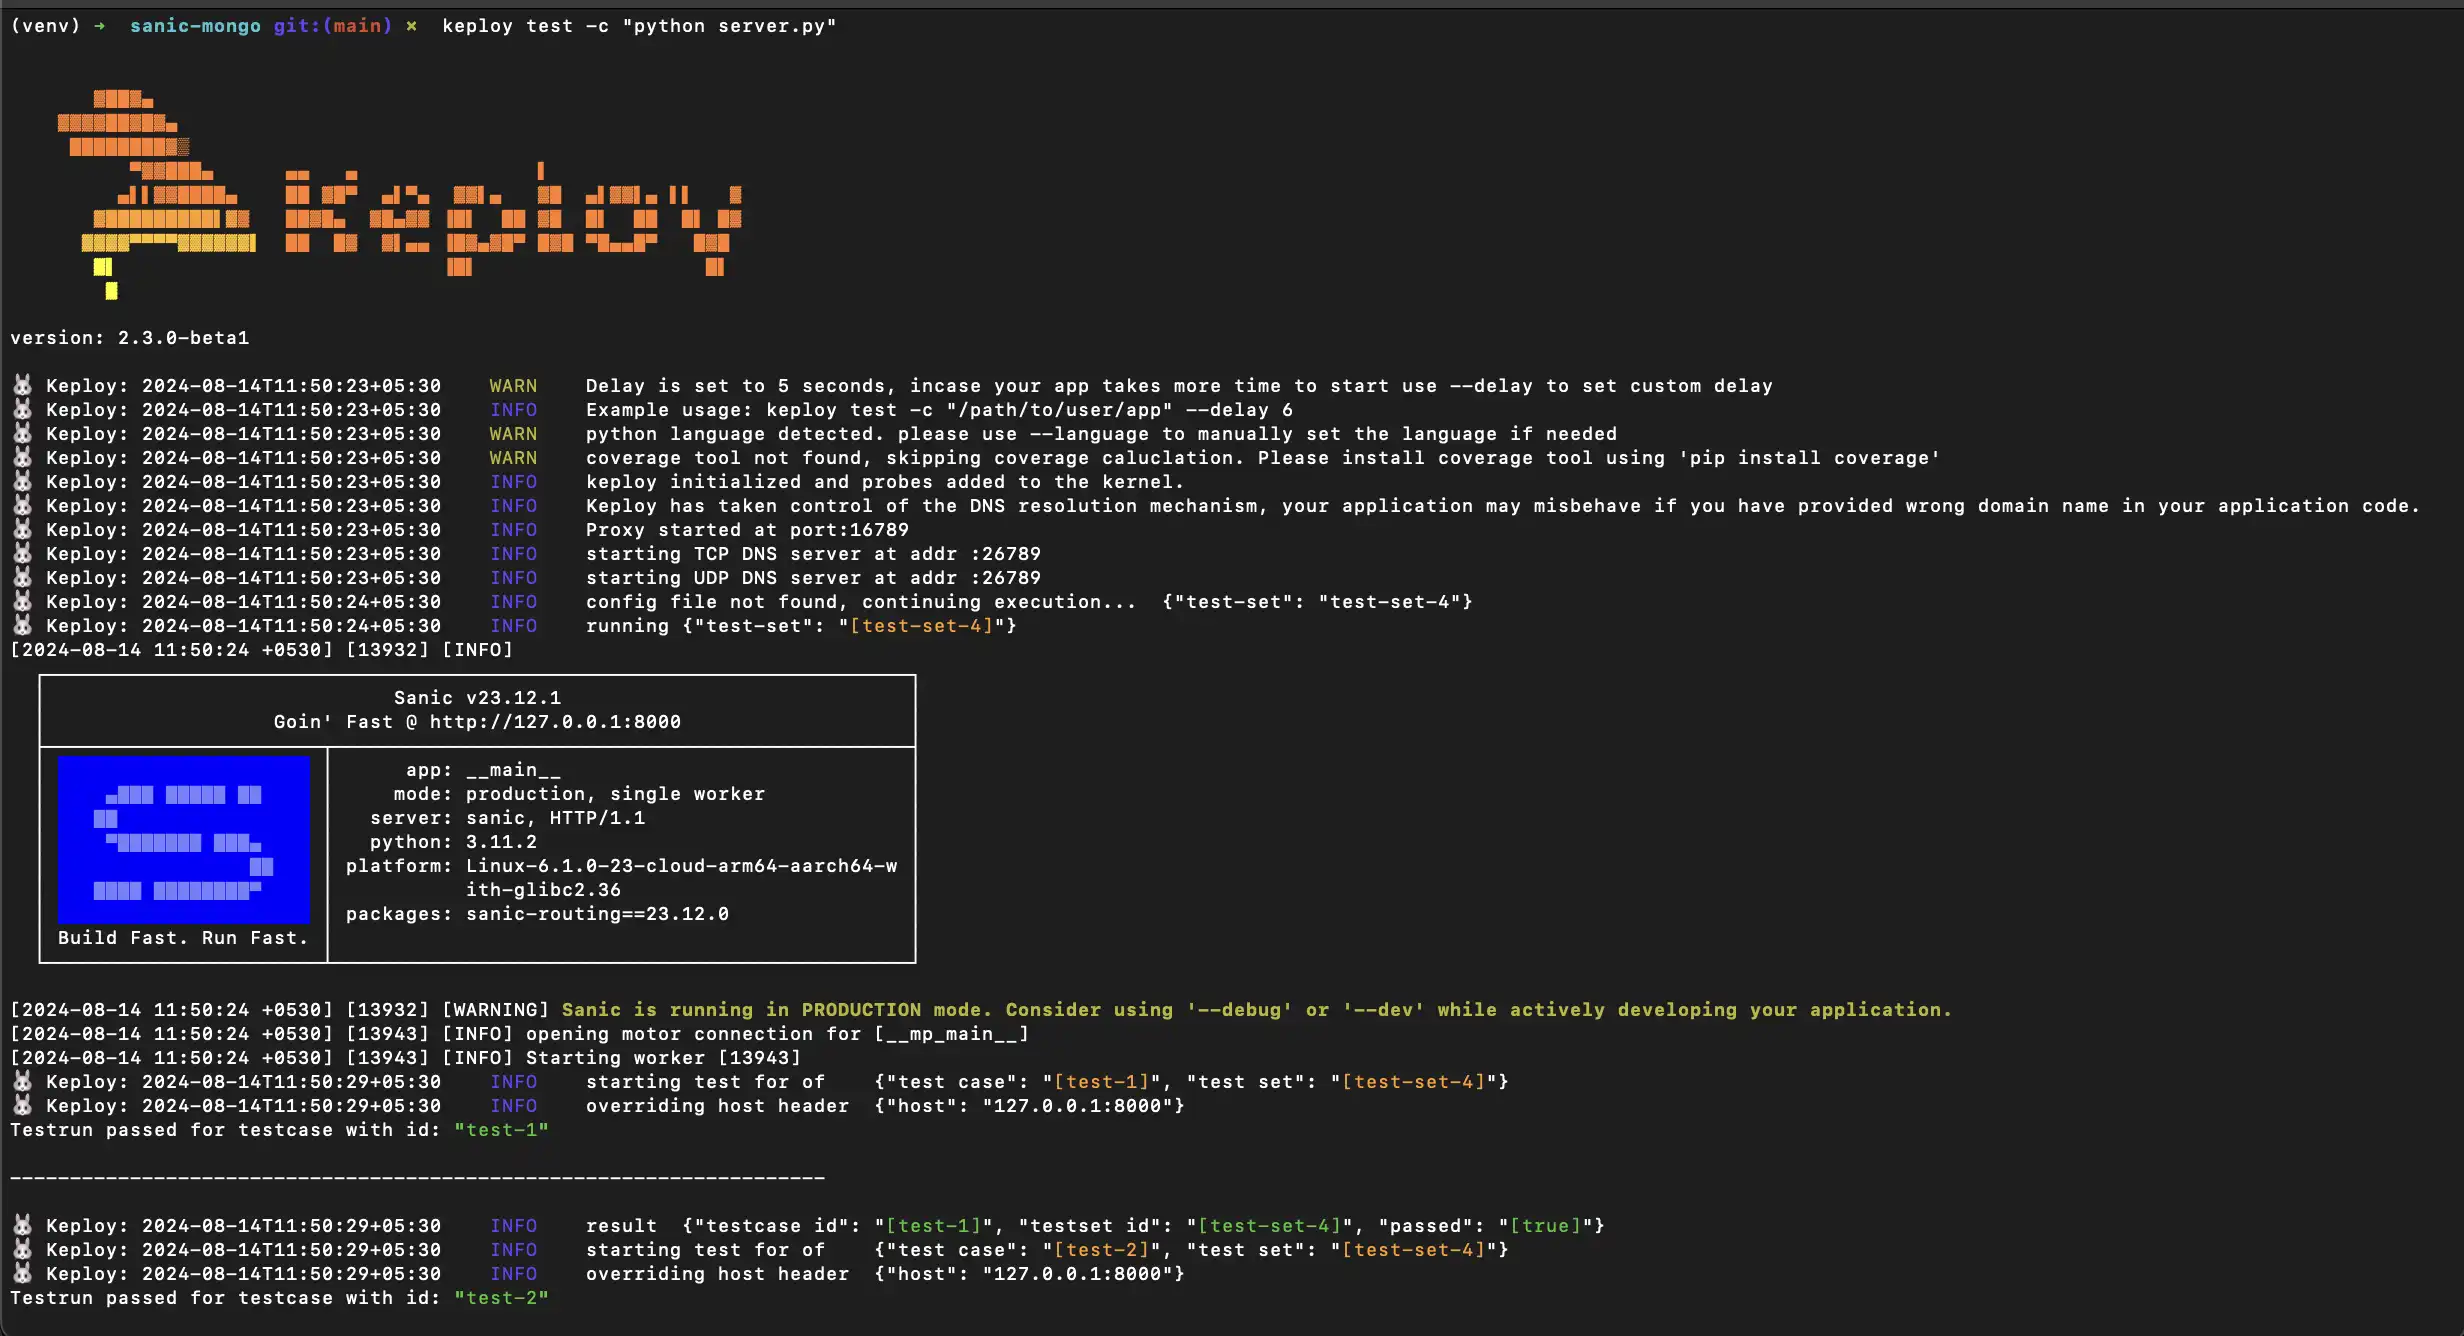 (venv) → sanic-mongo git:(main) × keploy test -c "python server.py"
Keploy
version: 2.3.0-beta1
🐰 Keploy: 2024-08-14T11:50:23+05:30 WARN Delay is set to 5 seconds, incase your app takes more time to start use --delay to set custom delay
🐰 Keploy: 2024-08-14T11:50:23+05:30 INFO Example usage: keploy test -c "/path/to/user/app" --delay 6
🐰 Keploy: 2024-08-14T11:50:23+05:30 WARN python language detected. please use --language to manually set the language if needed
🐰 Keploy: 2024-08-14T11:50:23+05:30 WARN coverage tool not found, skipping coverage caluclation. Please install coverage tool using 'pip install coverage'
🐰 Keploy: 2024-08-14T11:50:23+05:30 INFO keploy initialized and probes added to the kernel.
🐰 Keploy: 2024-08-14T11:50:23+05:30 INFO Keploy has taken control of the DNS resolution mechanism, your application may misbehave if you have provided wrong domain name in your application code.
🐰 Keploy: 2024-08-14T11:50:23+05:30 INFO Proxy started at port:16789
🐰 Keploy: 2024-08-14T11:50:23+05:30 INFO starting TCP DNS server at addr :26789
🐰 Keploy: 2024-08-14T11:50:23+05:30 INFO starting UDP DNS server at addr :26789
🐰 Keploy: 2024-08-14T11:50:24+05:30 INFO config file not found, continuing execution... {"test-set": "test-set-4"}
🐰 Keploy: 2024-08-14T11:50:24+05:30 INFO running {"test-set": "[test-set-4]"}
[2024-08-14 11:50:24 +0530] [13932] [INFO]
Sanic v23.12.1
Goin' Fast @ http://127.0.0.1:8000
app: __main__
mode: production, single worker
server: sanic, HTTP/1.1
python: 3.11.2
platform: Linux-6.1.0-23-cloud-arm64-aarch64-w
ith-glibc2.36
packages: sanic-routing==23.12.0
Build Fast. Run Fast.
[2024-08-14 11:50:24 +0530] [13932] [WARNING] Sanic is running in PRODUCTION mode. Consider using '--debug' or '--dev' while actively developing your application.
[2024-08-14 11:50:24 +0530] [13943] [INFO] opening motor connection for [__mp_main__]
[2024-08-14 11:50:24 +0530] [13943] [INFO] Starting worker [13943]
🐰 Keploy: 2024-08-14T11:50:29+05:30 INFO starting test for of {"test case": "[test-1]", "test set": "[test-set-4]"}
🐰 Keploy: 2024-08-14T11:50:29+05:30 INFO overriding host header {"host": "127.0.0.1:8000"}
Testrun passed for testcase with id: "test-1"
--------------------------------------------------------------------
🐰 Keploy: 2024-08-14T11:50:29+05:30 INFO result {"testcase id": "[test-1]", "testset id": "[test-set-4]", "passed": "[true]"}
🐰 Keploy: 2024-08-14T11:50:29+05:30 INFO starting test for of {"test case": "[test-2]", "test set": "[test-set-4]"}
🐰 Keploy: 2024-08-14T11:50:29+05:30 INFO overriding host header {"host": "127.0.0.1:8000"}
Testrun passed for testcase with id: "test-2"